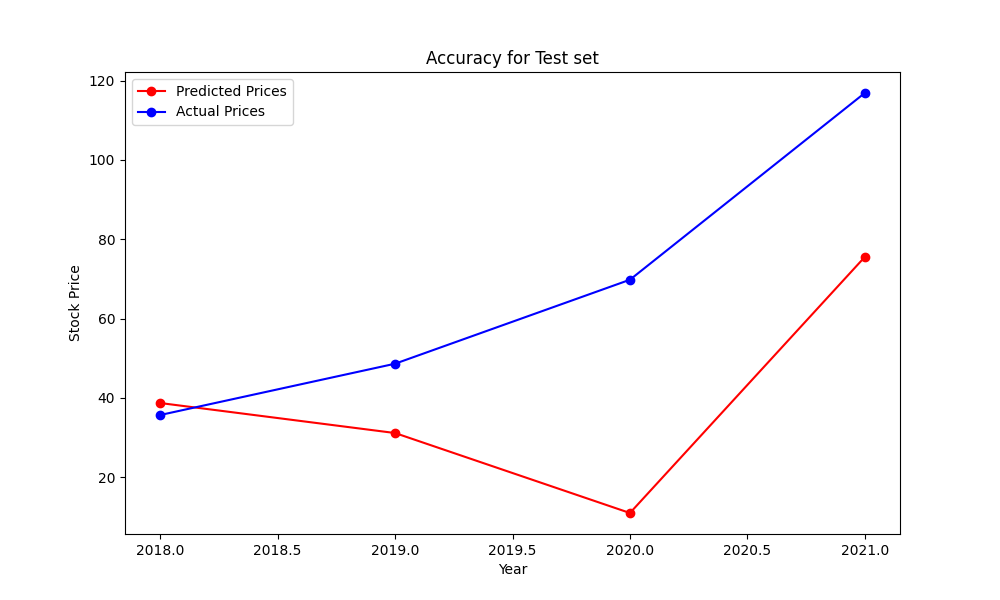 Accuracy for Test set
Predicted Prices
Actual Prices
120
100
80
60
40
20
Stock Price
2018.0 2018.5 2019.0 2019.5 2020.0 2020.5 2021.0
Year